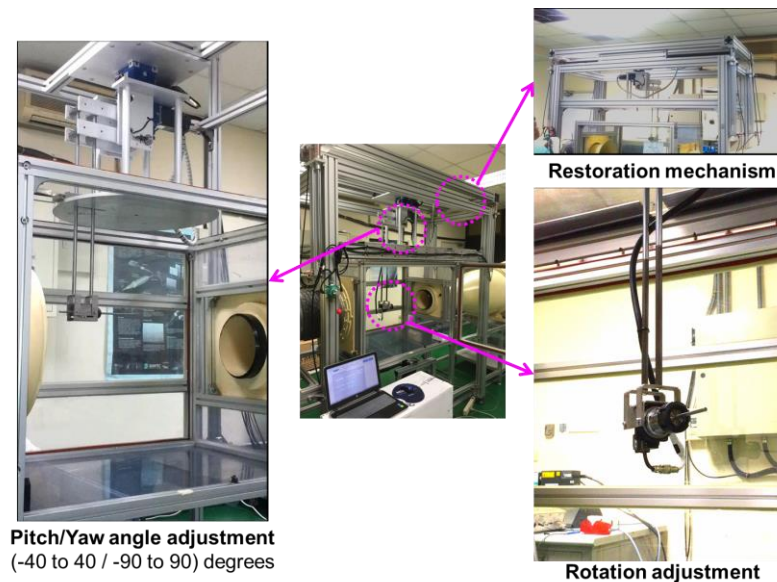 Restoration mechanism
Pitch/Yaw angle adjustment
(-40 to 40 / -90 to 90) degrees
Rotation adjustment